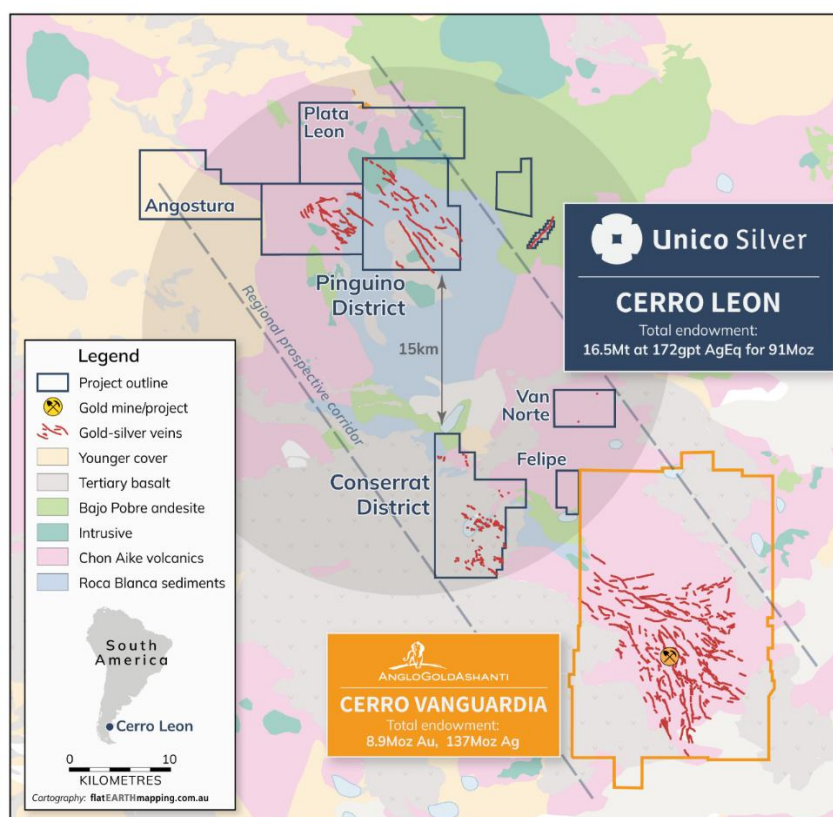 Plata
Leon
Angostura
Pinguino
District
15km
Regional prospective corridor
Unico Silver
CERRO LEON
Total endowment:
16.5Mt at 172gpt AgEq for 91Moz
Van
Norte
Felipe
Conserrat
District
Legend
Project outline
Gold mine/project
Gold-silver veins
Younger cover
Tertiary basalt
Bajo Pobre andesite
Intrusive
Chon Aike volcanics
Roca Blanca sediments
South
America
Cerro Leon
0 10
KILOMETRES
Cartography: flatEARTHmapping.com.au
ANGLOGOLDASHANTI
CERRO VANGUARDIA
Total endowment:
8.9Moz Au, 137Moz Ag